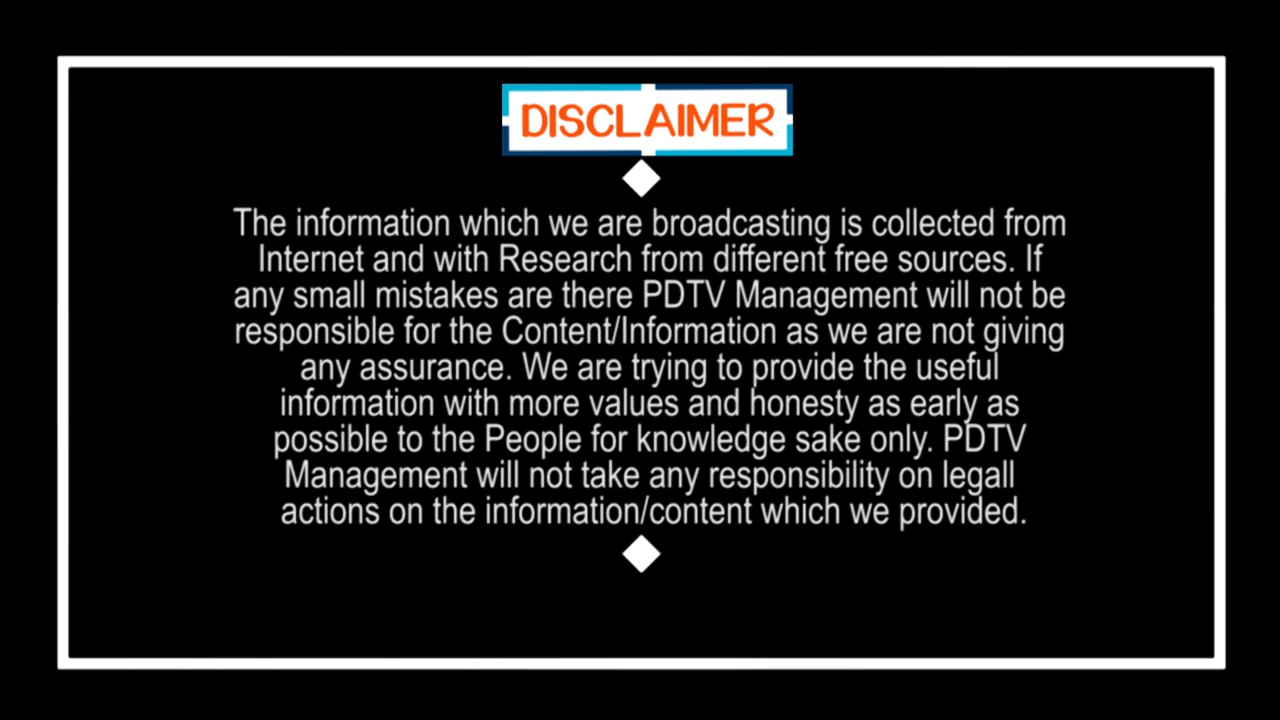 DISCLAIMER
The information which we are broadcasting is collected from
Internet and with Research from different free sources. If
any small mistakes are there PDTV Management will not be
responsible for the Content/Information as we are not giving
any assurance. We are trying to provide the useful
information with more values and honesty as early as
possible to the People for knowledge sake only. PDTV
Management will not take any responsibility on legall
actions on the information/content which we provided.